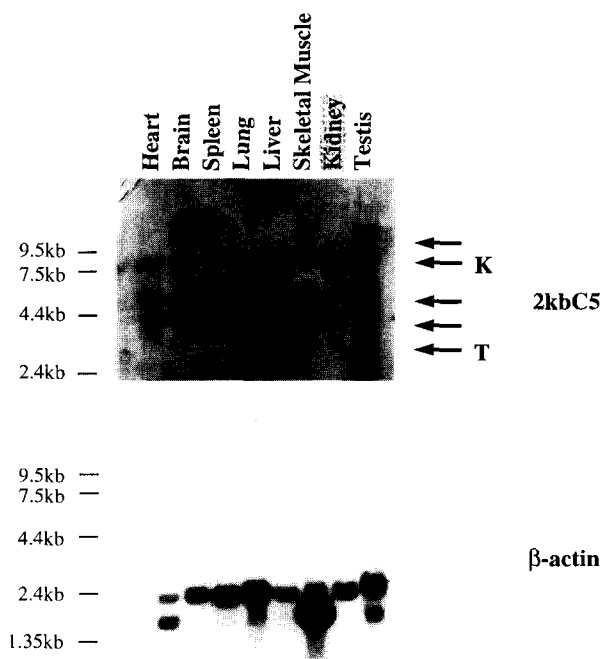 Heart
Brain
Spleen
Lung
Liver
Skeletal Muscle
Kidney
Testis
9.5kb
7.5kb
K
4.4kb
2kbC5
T
2.4kb
9.5kb
7.5kb
4.4kb
β-actin
2.4kb
1.35kb